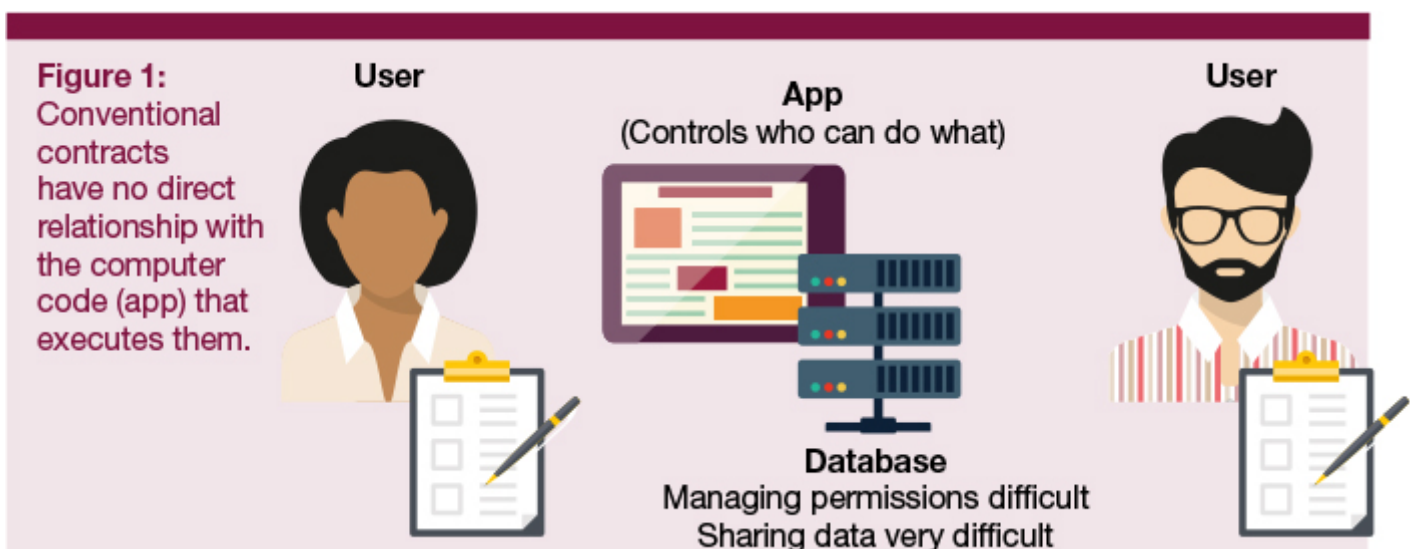 Figure 1:
Conventional
contracts
have no direct
relationship with
the computer
code (app) that
executes them.
User
App
(Controls who can do what)
Database
Managing permissions difficult
Sharing data very difficult
User